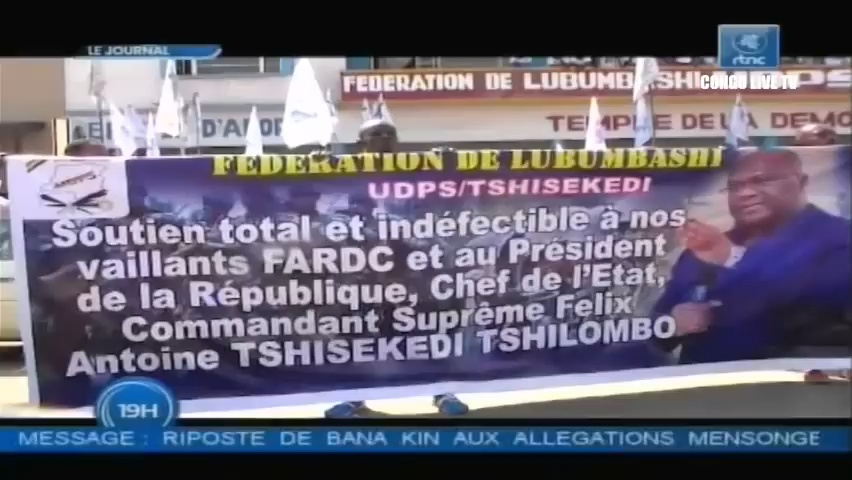 LE JOURNAL
rtnc
CONGO LIVE TV
FEDERATION DE LUBUMBASHI
TEMPLE DE LA DEMO
FEDERATION DE LUBUMBASHI
UDPS/TSHISEKEDI
Soutien total et indéfectible à nos
vaillants FARDC et au Président
de la République, Chef de l'Etat,
Commandant Suprême Felix
Antoine TSHISEKEDI TSHILOMBO
19H
MESSAGE : RIPOSTE DE BANA KIN AUX ALLEGATIONS MENSONGE